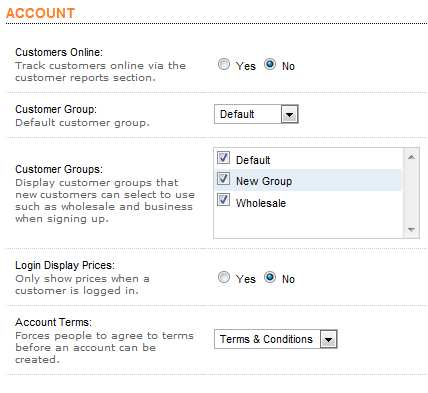 ACCOUNT
Customers Online:
Track customers online via the
customer reports section.
Yes No
Customer Group:
Default customer group.
Default
Customer Groups:
Display customer groups that
new customers can select to use
such as wholesale and business
when signing up.
Default
New Group
Wholesale
Login Display Prices:
Only show prices when a
customer is logged in.
Yes No
Account Terms:
Forces people to agree to terms
before an account can be
created.
Terms & Conditions